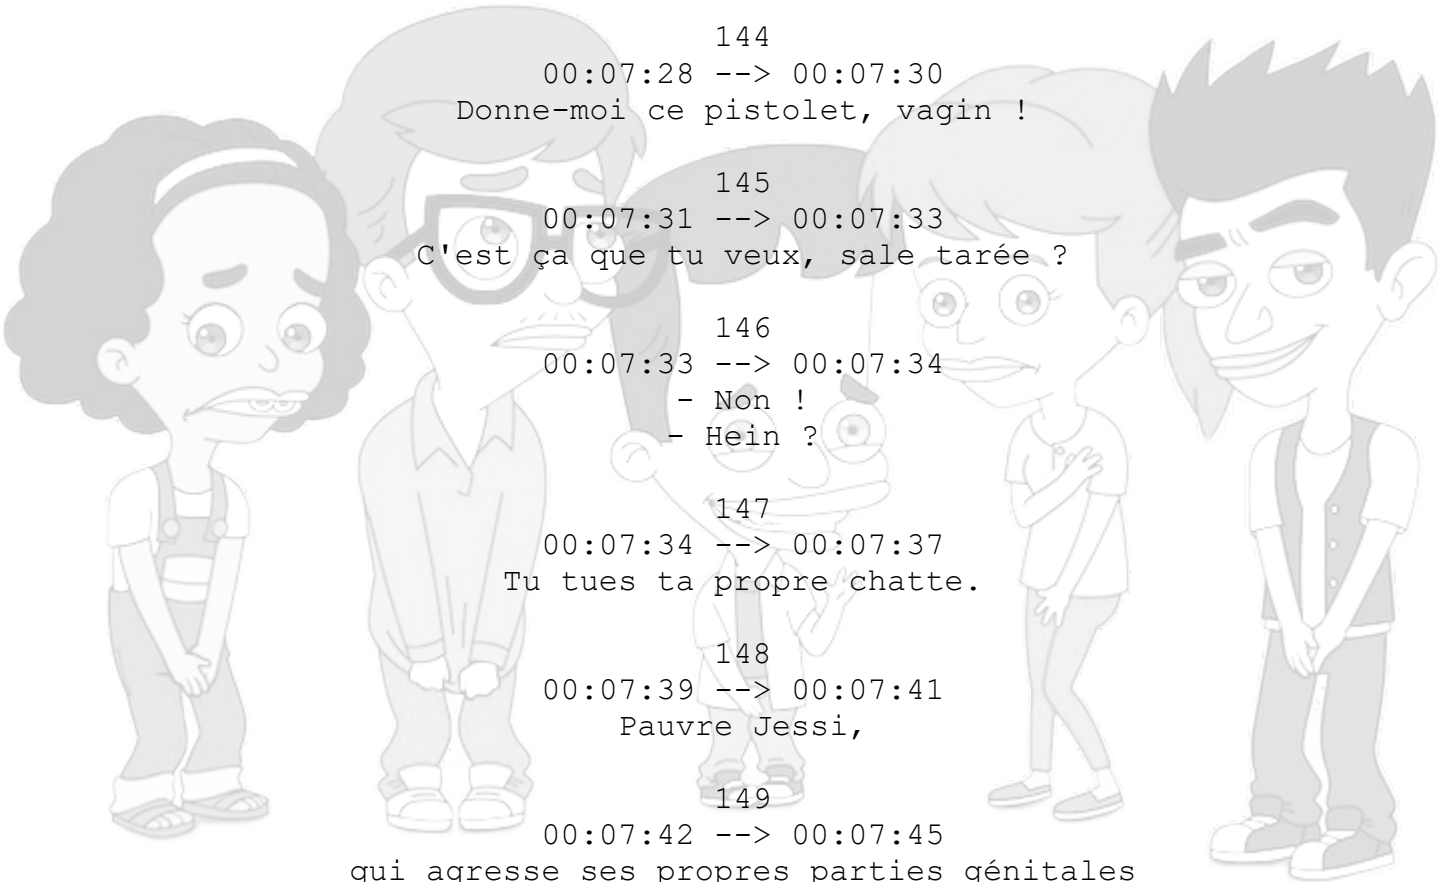 144
00:07:28 --> 00:07:30
Donne-moi ce pistolet, vagin !
145
00:07:31 --> 00:07:33
C'est ça que tu veux, sale tarée ?
146
00:07:33 --> 00:07:34
- Non !
- Hein ?
147
00:07:34 --> 00:07:37
Tu tues ta propre chatte.
148
00:07:39 --> 00:07:41
Pauvre Jessi,
149
00:07:42 --> 00:07:45
qui agresse ses propres parties génitales